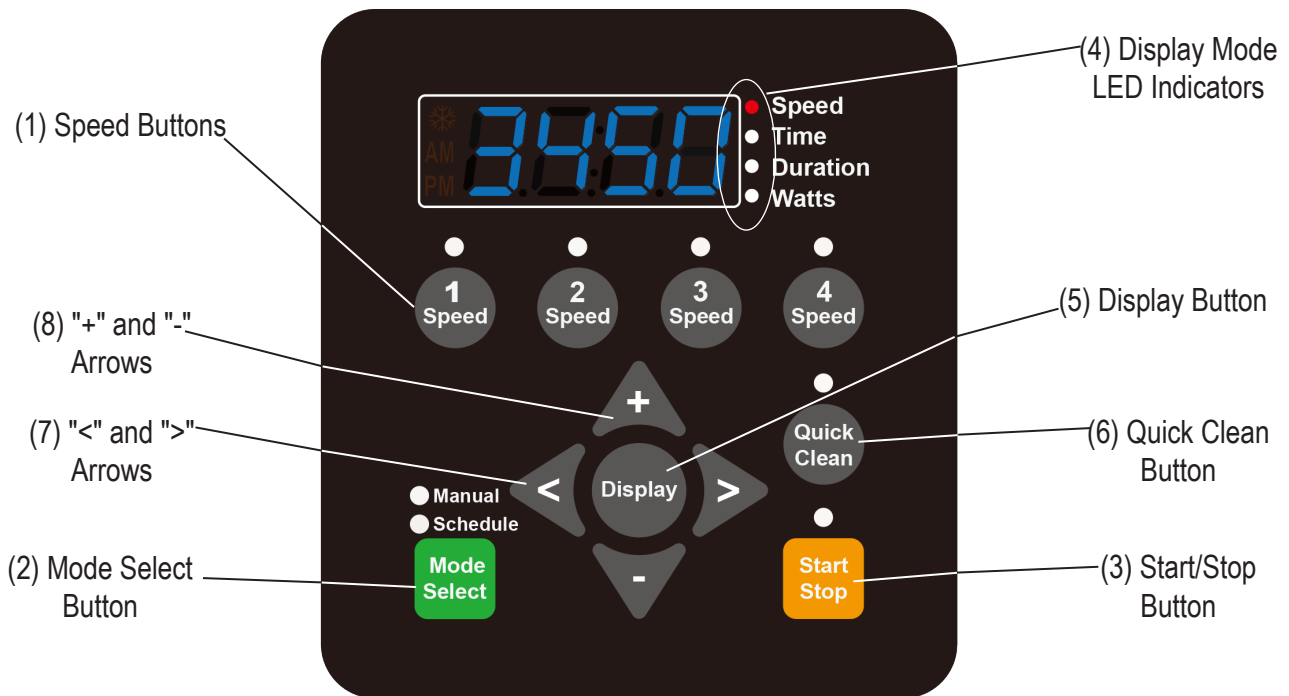 (4) Display Mode
LED Indicators
(1) Speed Buttons
AM
PM
3450
Speed
Time
Duration
Watts
1
Speed
2
Speed
3
Speed
4
Speed
(5) Display Button
(8) "+" and "-"
Arrows
+
(7) "<" and ">"
Arrows
Quick
Clean
(6) Quick Clean
Button
<
Display
>
Manual
Schedule
(2) Mode Select
Button
Mode
Select
-
Start
Stop
(3) Start/Stop
Button